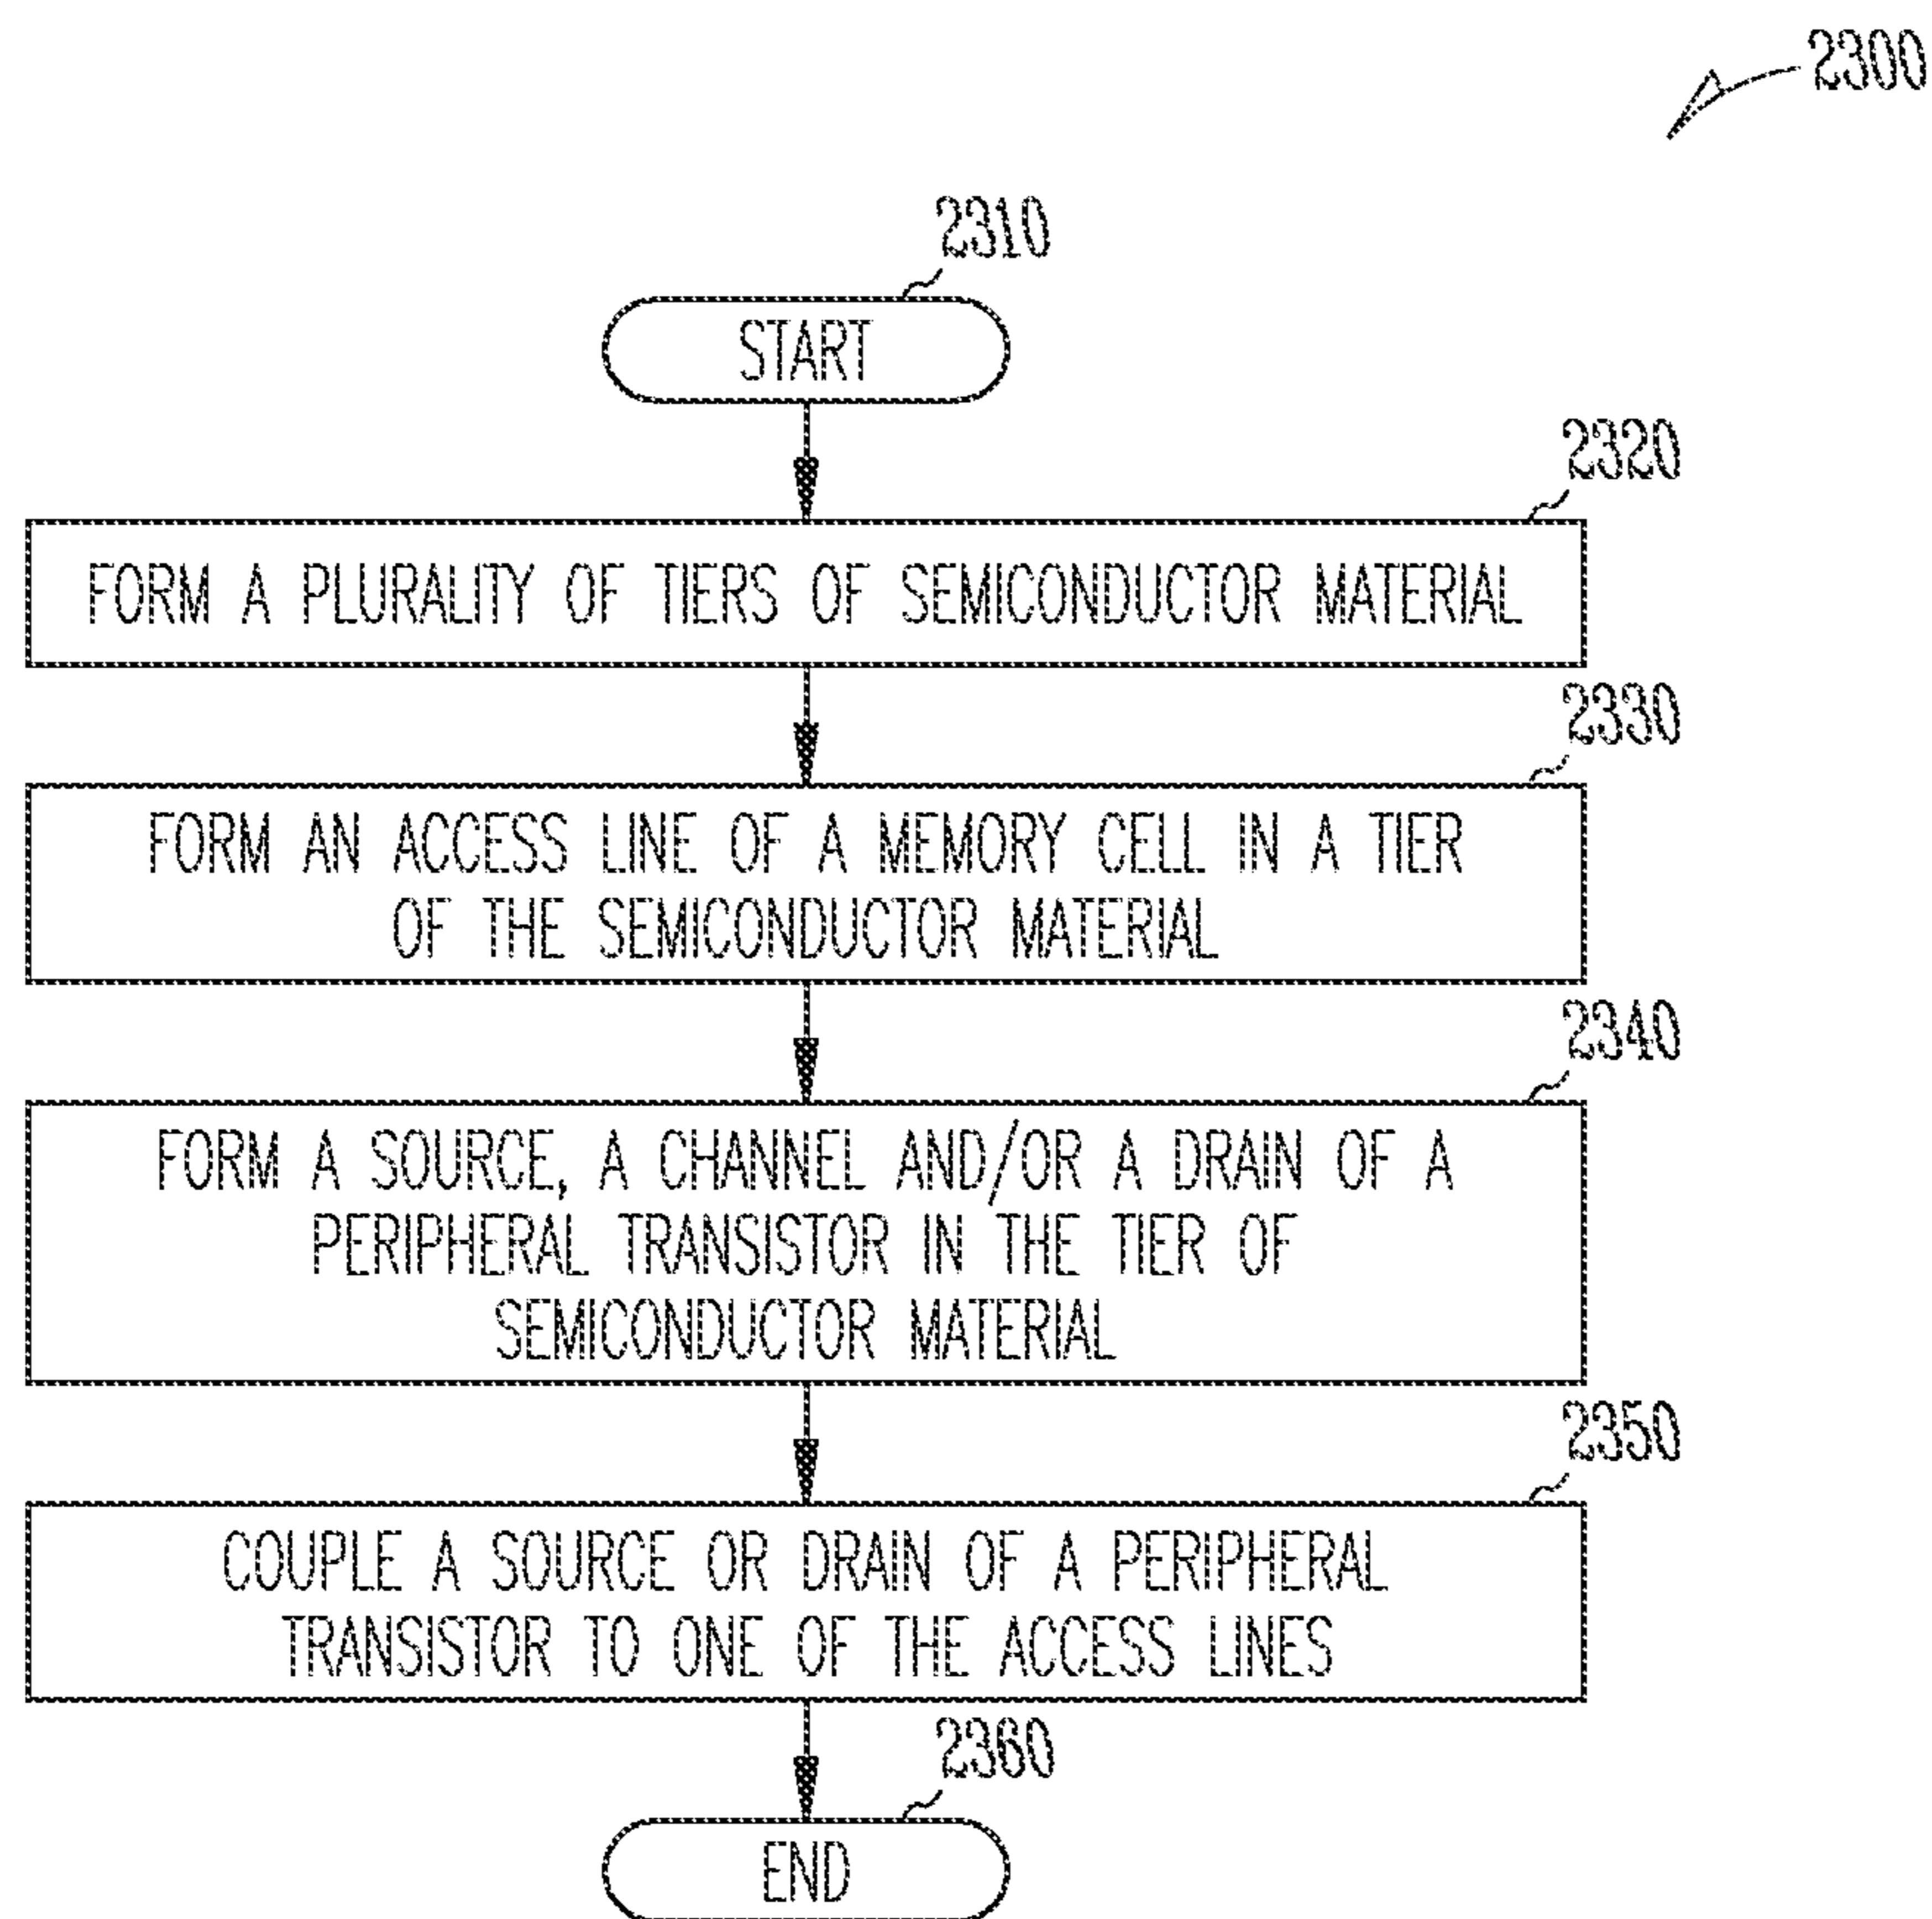 2300
2310
START
2320
FORM A PLURALITY OF TIERS OF SEMICONDUCTOR MATERIAL
2330
FORM AN ACCESS LINE OF A MEMORY CELL IN A TIER
OF THE SEMICONDUCTOR MATERIAL
2340
FORM A SOURCE, A CHANNEL AND/OR A DRAIN OF A
PERIPHERAL TRANSISTOR IN THE TIER OF
SEMICONDUCTOR MATERIAL
2350
COUPLE A SOURCE OR DRAIN OF A PERIPHERAL
TRANSISTOR TO ONE OF THE ACCESS LINES
2360
END